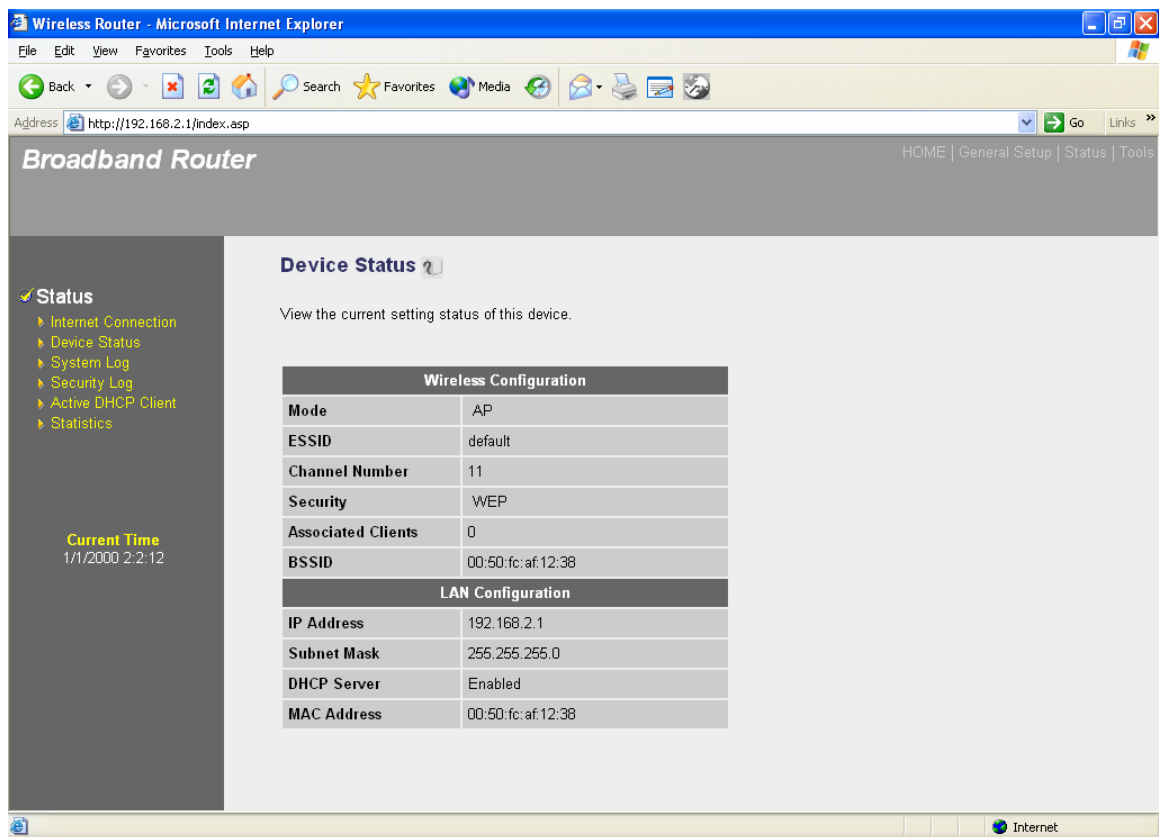 Wireless Router - Microsoft Internet Explorer
File Edit View Favorites Tools Help
Back Search Favorites Media
Address http://192.168.2.1/index.asp Go Links »
Broadband Router
HOME | General Setup | Status | Tools
Status
Internet Connection
Device Status
System Log
Security Log
Active DHCP Client
Statistics
Current Time
1/1/2000 2:2:12
Device Status
View the current setting status of this device.
Wireless Configuration
Mode AP
ESSID default
Channel Number 11
Security WEP
Associated Clients 0
BSSID 00:50:fc:af:12:38
LAN Configuration
IP Address 192.168.2.1
Subnet Mask 255.255.255.0
DHCP Server Enabled
MAC Address 00:50:fc:af:12:38
Internet